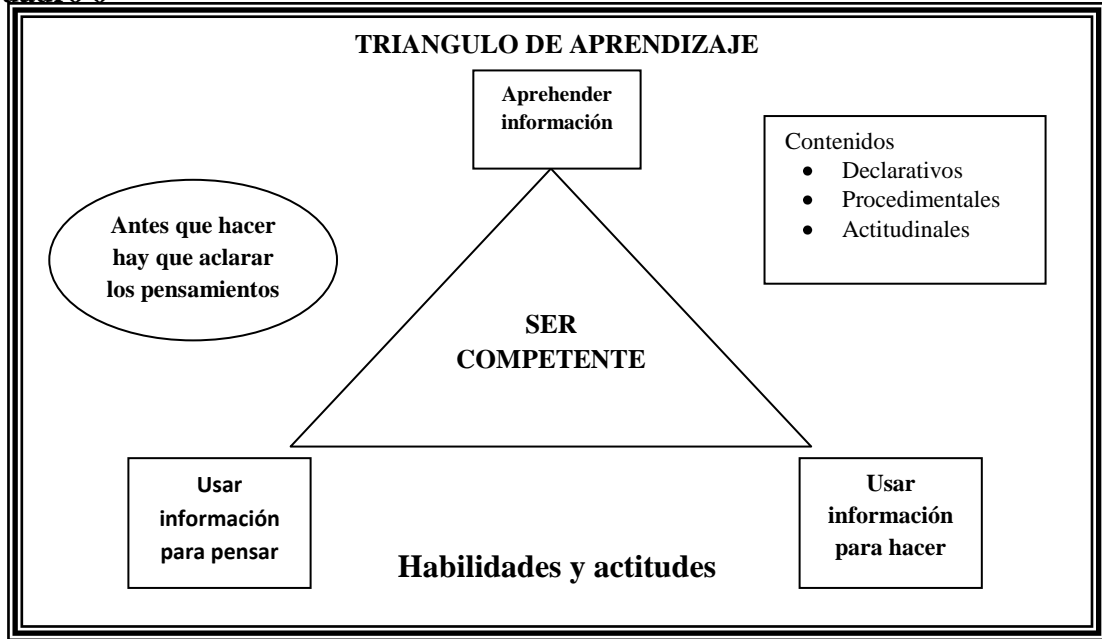 TRIANGULO DE APRENDIZAJE
Aprehender
información
Contenidos
• Declarativos
• Procedimentales
• Actitudinales
Antes que hacer
hay que aclarar
los pensamientos
SER
COMPETENTE
Usar
información
para pensar
Usar
información
para hacer
Habilidades y actitudes